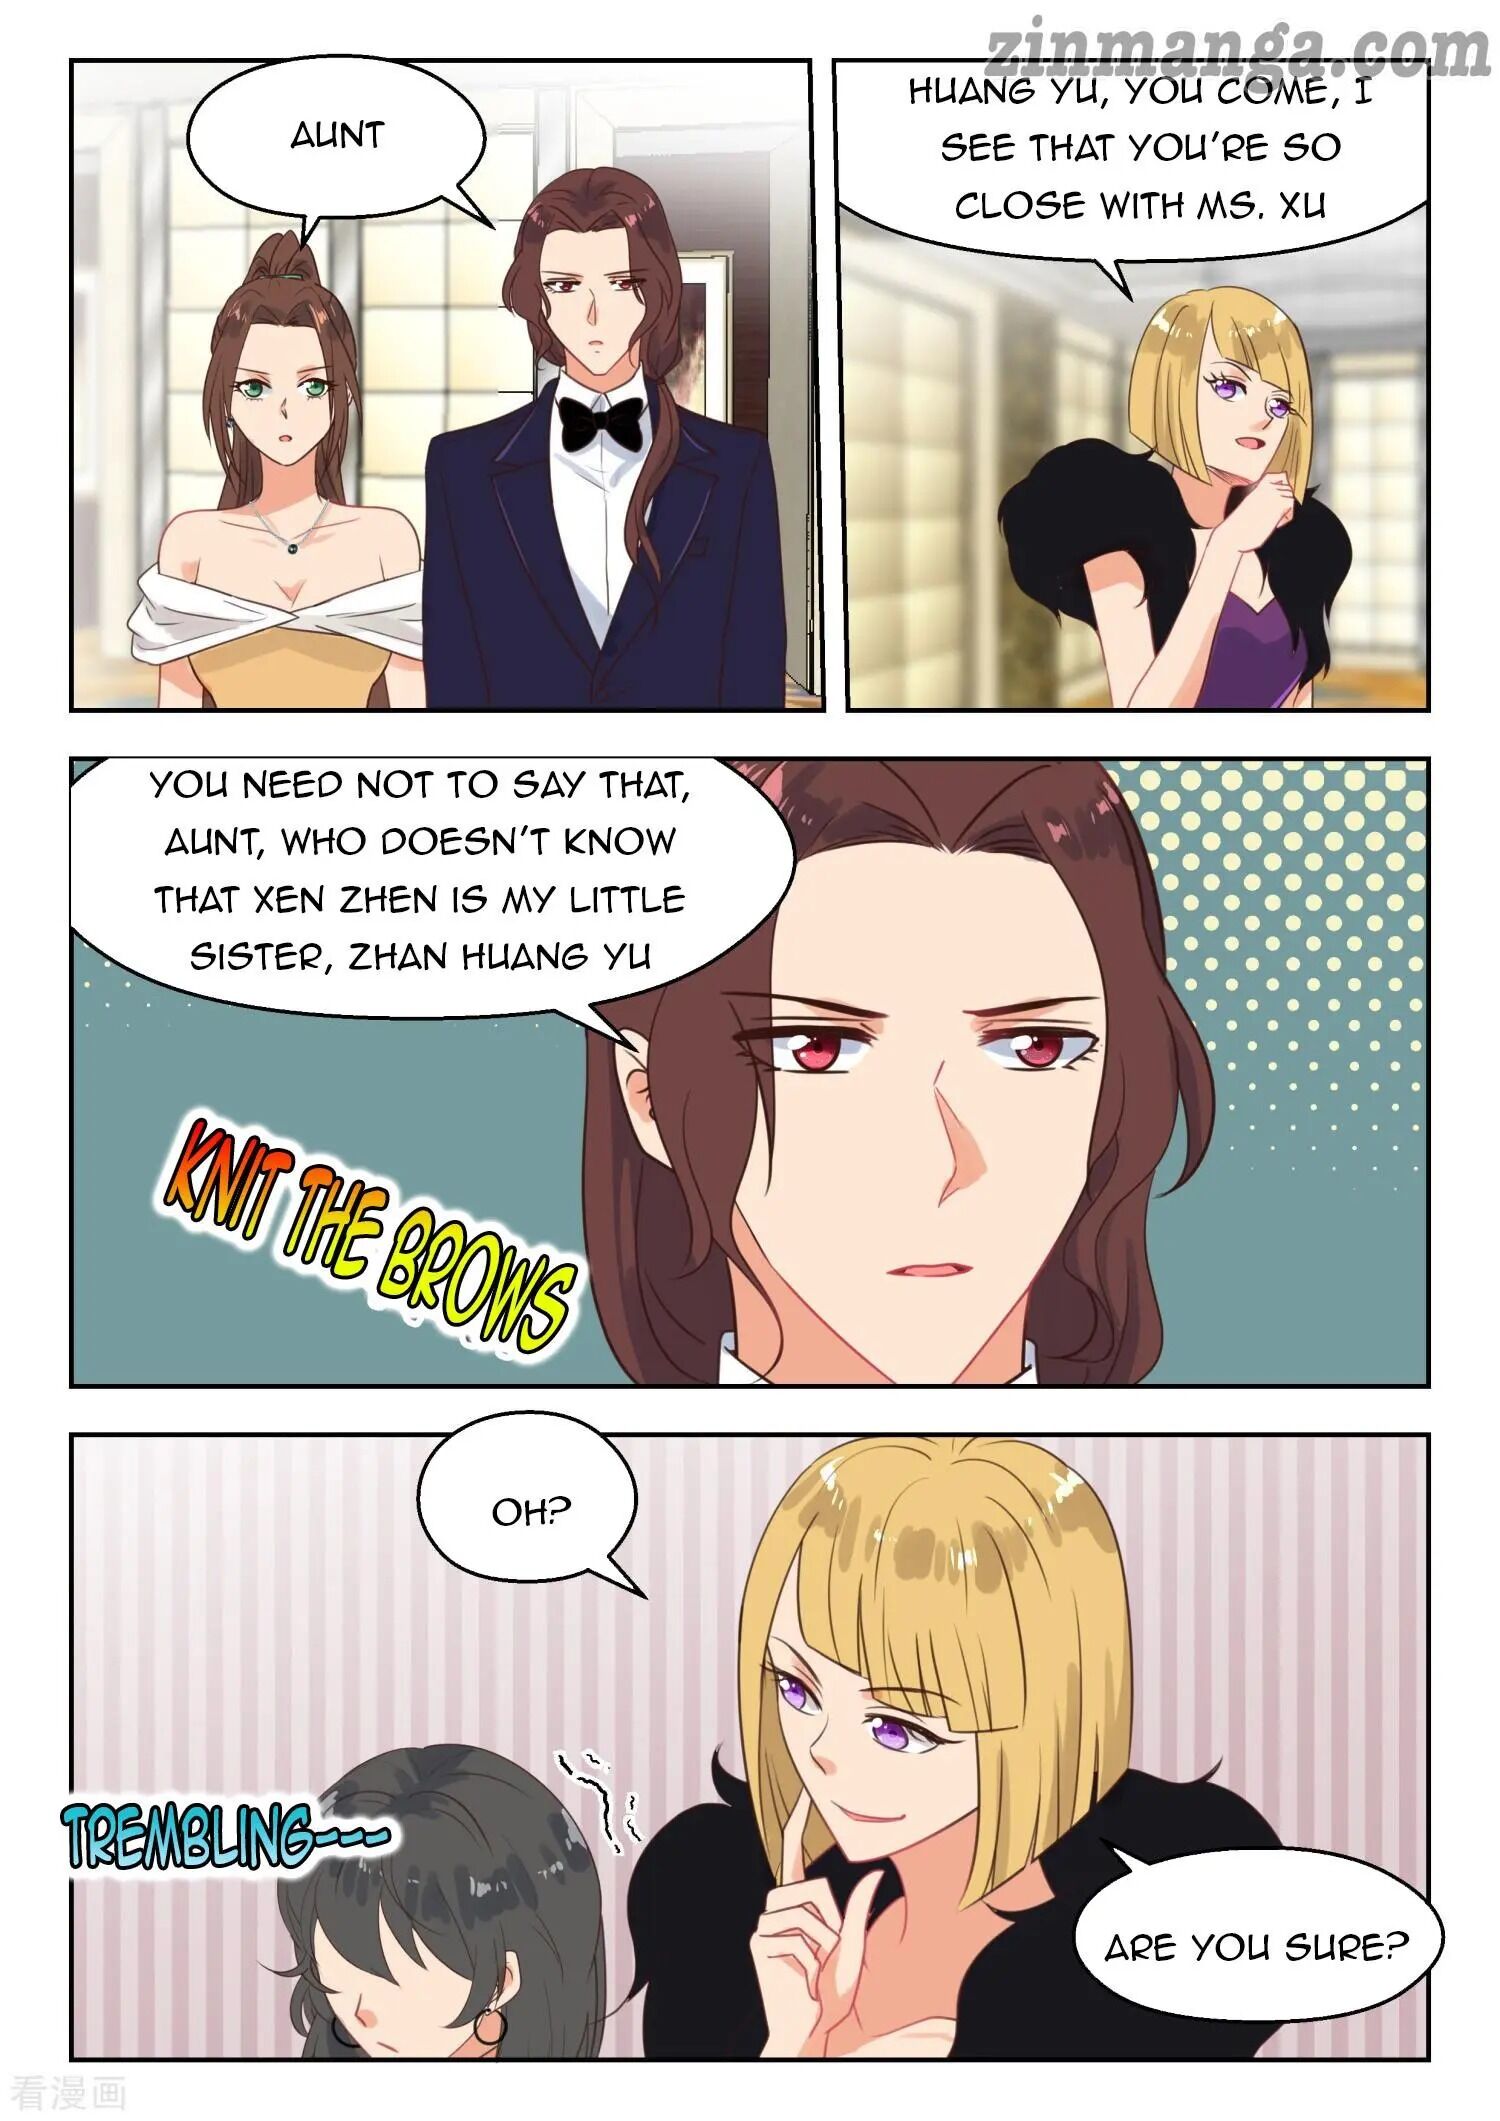 zinmanga.com
AUNT
HUANG YU, YOU COME, I
SEE THAT YOU'RE SO
CLOSE WITH MS. XU
YOU NEED NOT TO SAY THAT,
AUNT, WHO DOESN'T KNOW
THAT XEN ZHEN IS MY LITTLE
SISTER, ZHAN HUANG YU
KNIT THE BROWS
OH?
TREMBLING---
ARE YOU SURE?
看漫画